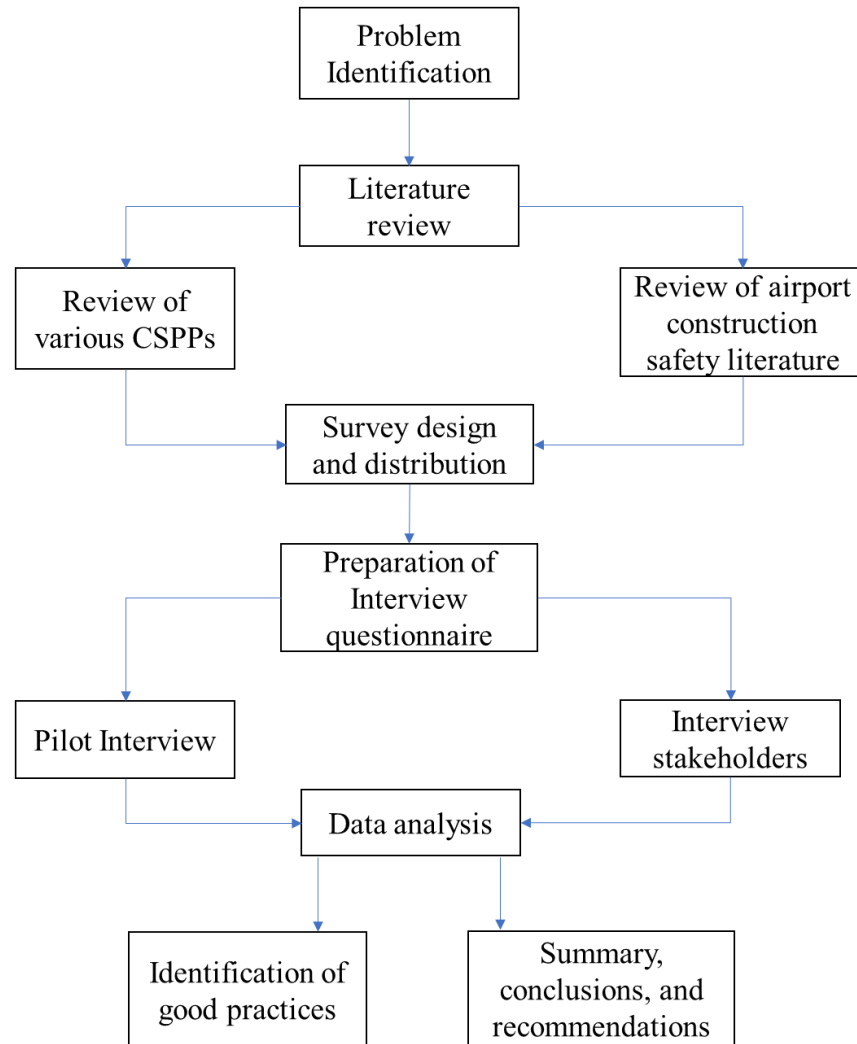 Problem
Identification
Literature
review
Review of
various CSPPs
Review of airport
construction
safety literature
Survey design
and distribution
Preparation of
Interview
questionnaire
Pilot Interview
Interview
stakeholders
Data analysis
Identification of
good practices
Summary,
conclusions, and
recommendations